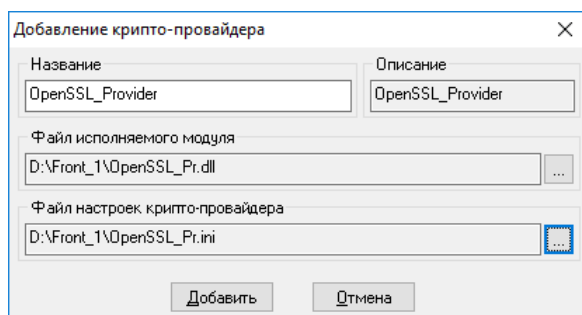 Добавление крипто-провайдера
Название
Описание
OpenSSL_Provider
OpenSSL_Provider
Файл исполняемого модуля
D:\Front_1\OpenSSL_Pr.dll
...
Файл настроек крипто-провайдера
D:\Front_1\OpenSSL_Pr.ini
...
Добавить
Отмена